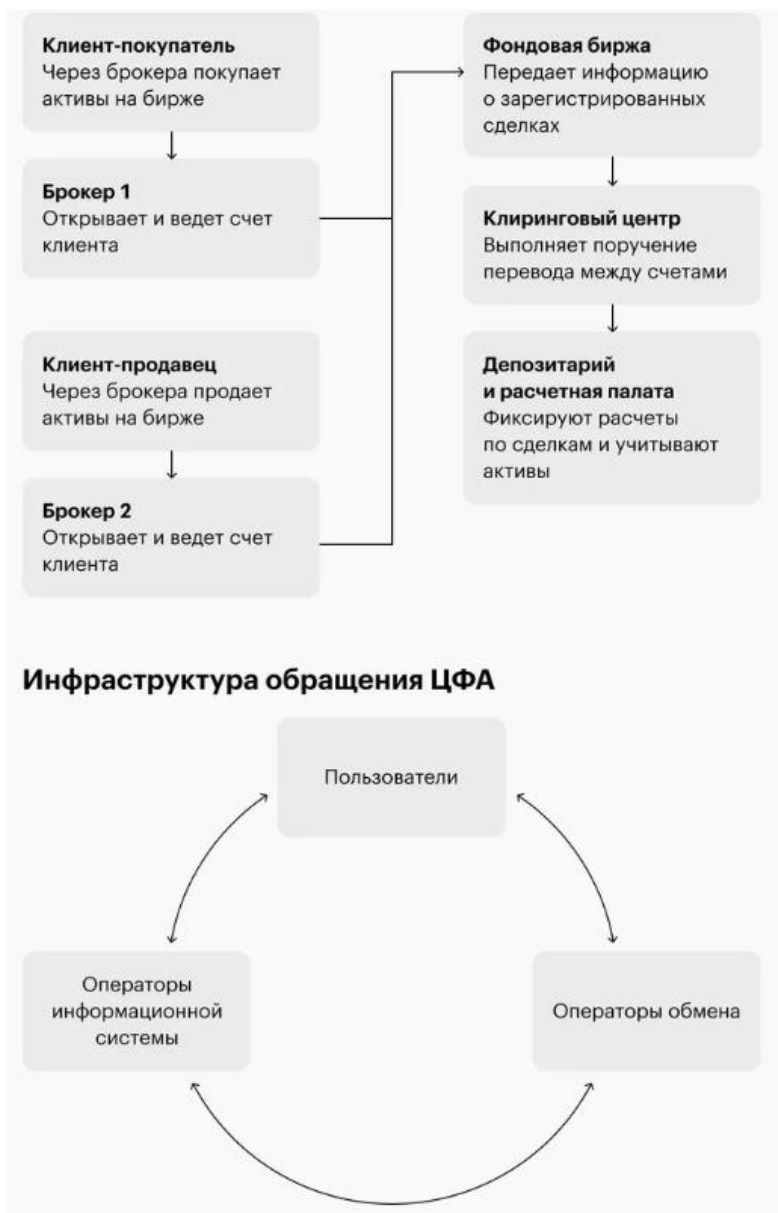 Клиент-покупатель
Через брокера покупает
активы на бирже
Брокер 1
Открывает и ведет счет
клиента
Клиент-продавец
Через брокера продает
активы на бирже
Брокер 2
Открывает и ведет счет
клиента
Фондовая биржа
Передает информацию
о зарегистрированных
сделках
Клиринговый центр
Выполняет поручение
перевода между счетами
Депозитарий
и расчетная палата
Фиксируют расчеты
по сделкам и учитывают
активы
Инфраструктура обращения ЦФА
Пользователи
Операторы
информационной
системы
Операторы обмена